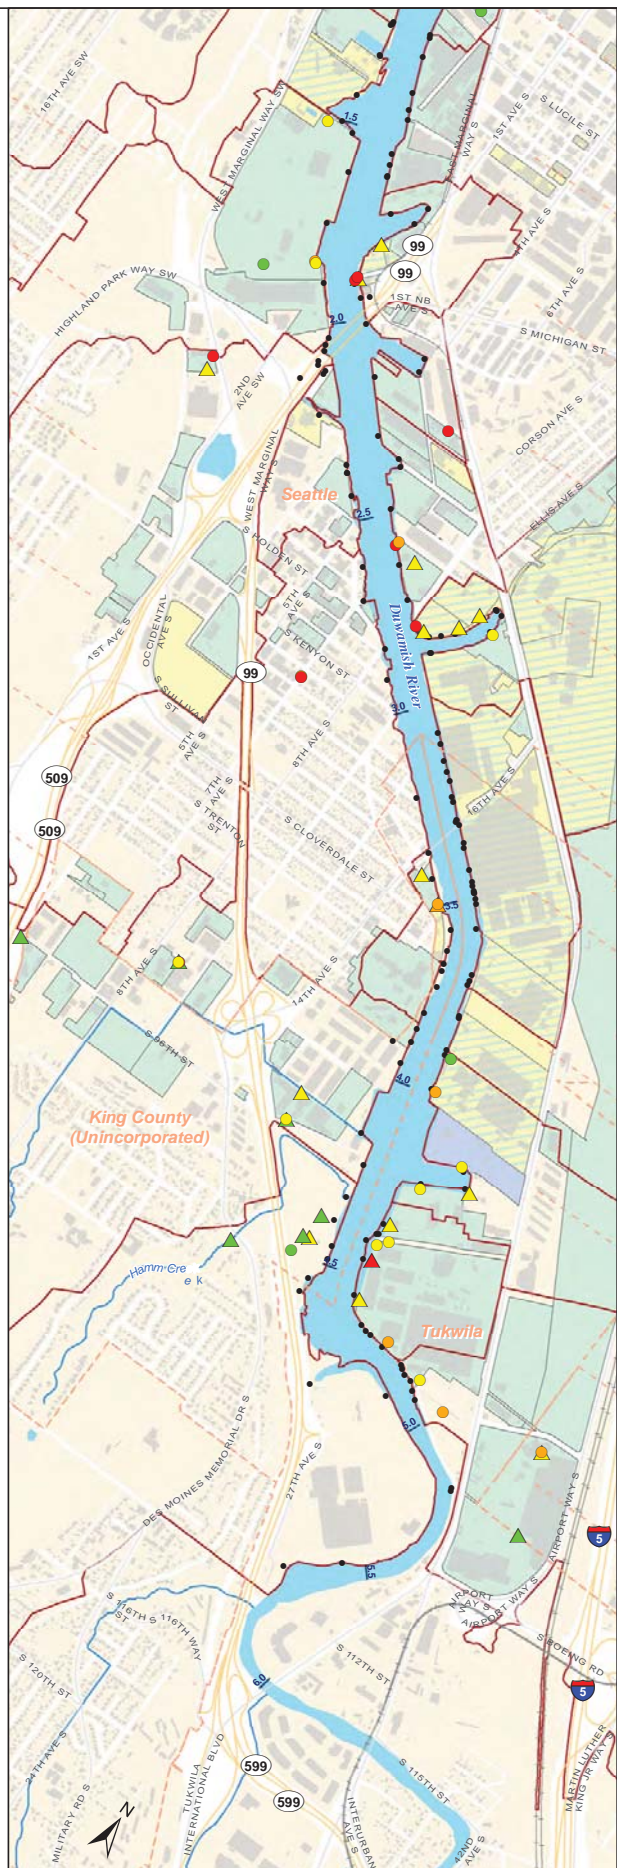 16TH AVE SW
WEST MARGINAL WAY SW
1.5
EAST MARGINAL
WAY S
1ST AVE S
S LUCILE ST
4TH AVE S
6TH AVE S
99
99
HIGHLAND PARK WAY SW
1ST NB
AVE S
2.0
S MICHIGAN ST
2ND
AVE SW
CORSON AVE S
WEST MARGINAL
WAY S
Seattle
2.5
ELLIS AVE S
S HOLDEN ST
5TH
AVE S
OCCIDENTAL
AVE S
1ST AVE S
S KENYON ST
Duwamish River
99
S SULLIVAN
ST
3.0
5TH
AVE S
8TH AVE S
7TH
AVE S
509
16TH AVE S
S TRENTON
ST
509
S CLOVERDALE ST
3.5
8TH AVE S
14TH AVE S
S 96TH ST
4.0
King County
(Unincorporated)
Hamm Cre
e k
Tukwila
5.0
DES MOINES MEMORIAL DR S
27TH AVE S
AIRPORT WAY S
5
5.5
AIRPORT WAY S
S 116TH
ST
S 116TH WAY
S BOEING RD
S 120TH ST
S 112TH ST
6.0
5
24TH AVE S
MILITARY RD S
TUKWILA
INTERNATIONAL BLVD
599
599
S 115TH ST
INTERURBAN
AVE S
42ND
AVE S
MARTIN LUTHER
KING JR WAY S
N